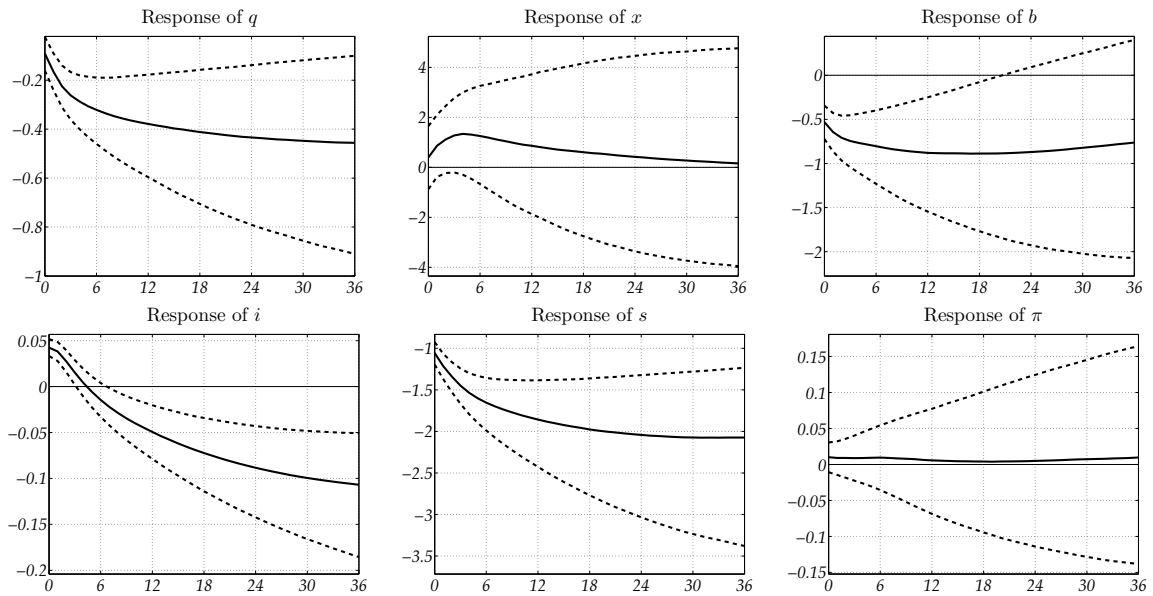 Response of q
−0.2
−0.4
−0.6
−0.8
−1
0 6 12 18 24 30 36
Response of x
4
2
0
−2
−4
0 6 12 18 24 30 36
Response of b
0
−0.5
−1
−1.5
−2
0 6 12 18 24 30 36
Response of i
0.05
0
−0.05
−0.1
−0.15
−0.2
0 6 12 18 24 30 36
Response of s
−1
−1.5
−2
−2.5
−3
−3.5
0 6 12 18 24 30 36
Response of π
0.15
0.1
0.05
0
−0.05
−0.1
−0.15
0 6 12 18 24 30 36